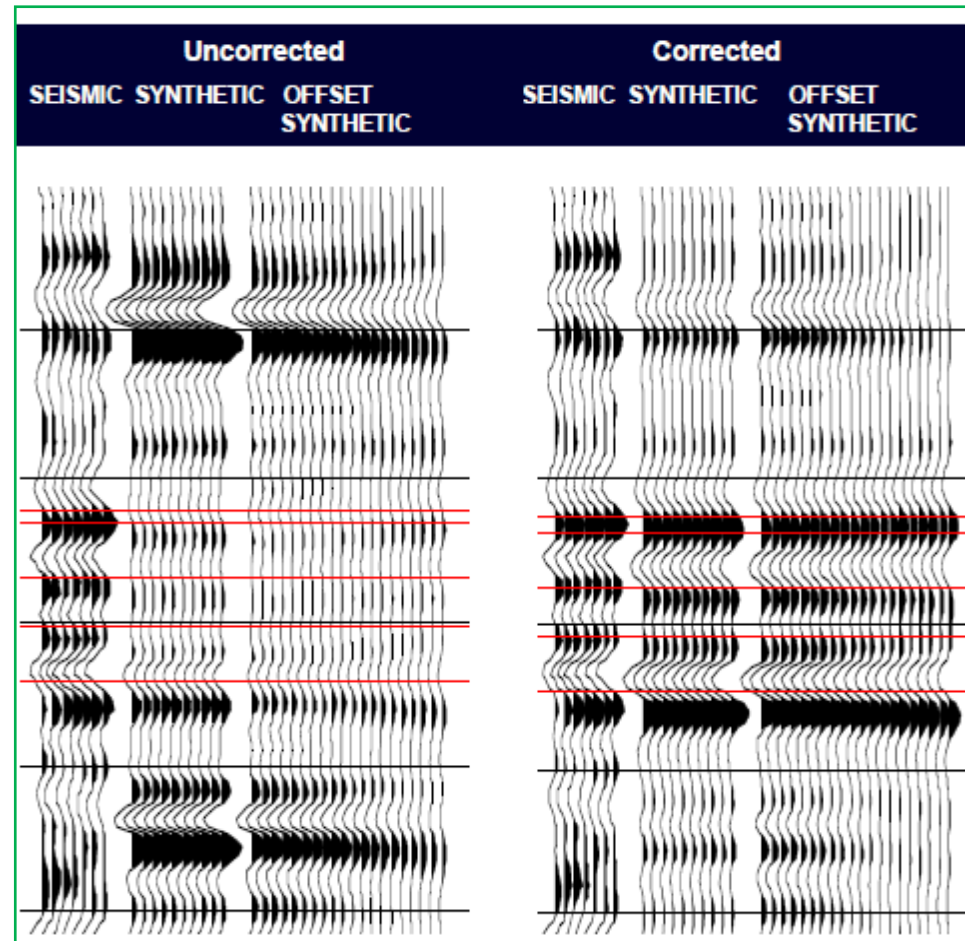 Uncorrected
SEISMIC SYNTHETIC OFFSET
SYNTHETIC
Corrected
SEISMIC SYNTHETIC OFFSET
SYNTHETIC